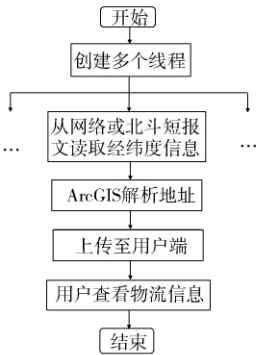 开始
创建多个线程
从网络或北斗短报
文读取经纬度信息
...
...
ArcGIS解析地址
上传至用户端
用户查看物流信息
结束